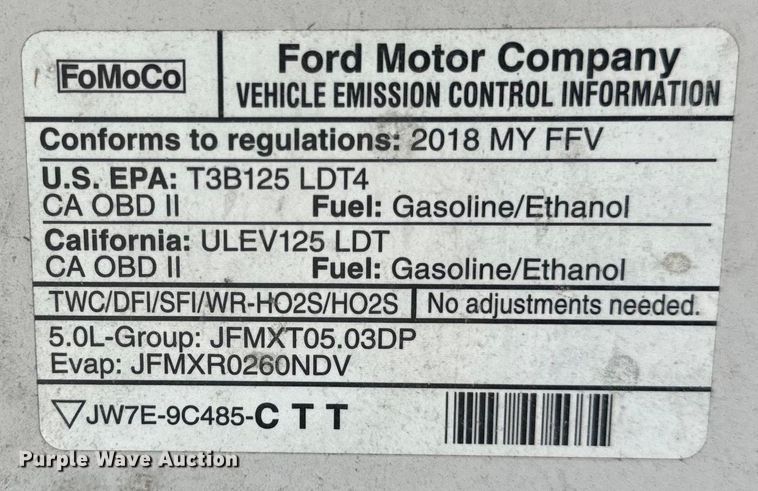 FoMoCo
Ford Motor Company
VEHICLE EMISSION CONTROL INFORMATION
Conforms to regulations: 2018 MY FFV
U.S. EPA: T3B125 LDT4
CA OBD II Fuel: Gasoline/Ethanol
California: ULEV125 LDT
CA OBD II Fuel: Gasoline/Ethanol
TWC/DFI/SFI/WR-HO2S/HO2S No adjustments needed.
5.0L-Group: JFMXT05.03DP
Evap: JFMXR0260NDV
JW7E-9C485-C T T
Purple Wave Auction